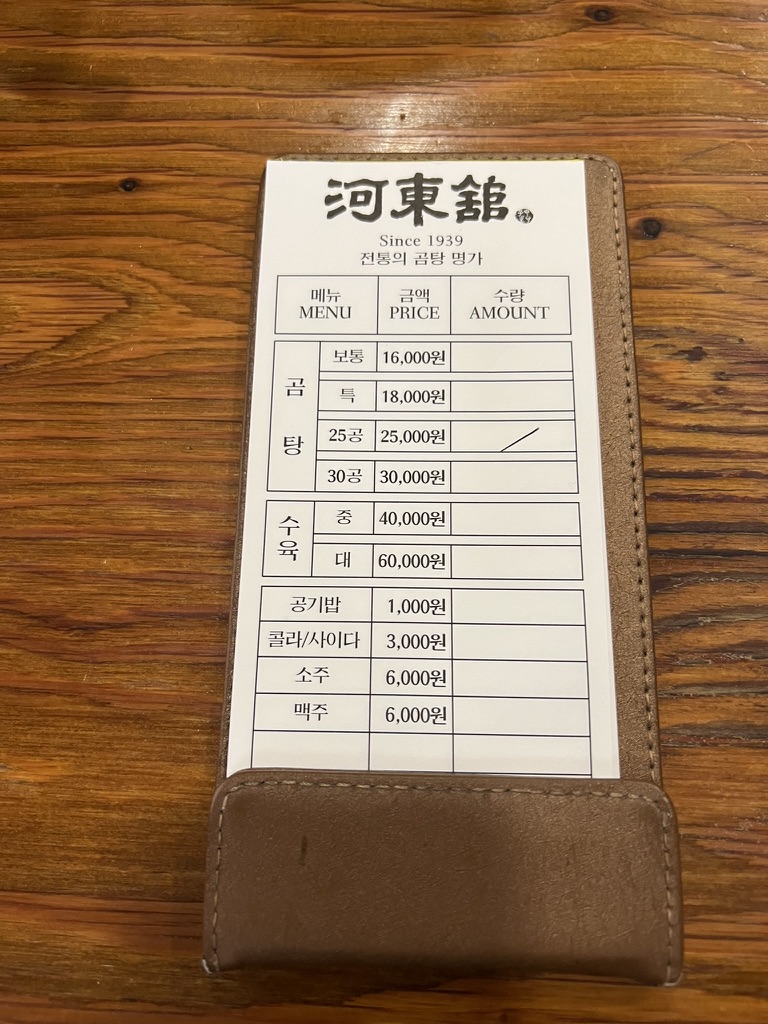 河東舘
Since 1939
전통의 곰탕 명가
메뉴 금액 수량
MENU PRICE AMOUNT
곰탕
보통 16,000원
특 18,000원
25공 25,000원
30공 30,000원
수육
중 40,000원
대 60,000원
공기밥 1,000원
콜라/사이다 3,000원
소주 6,000원
맥주 6,000원